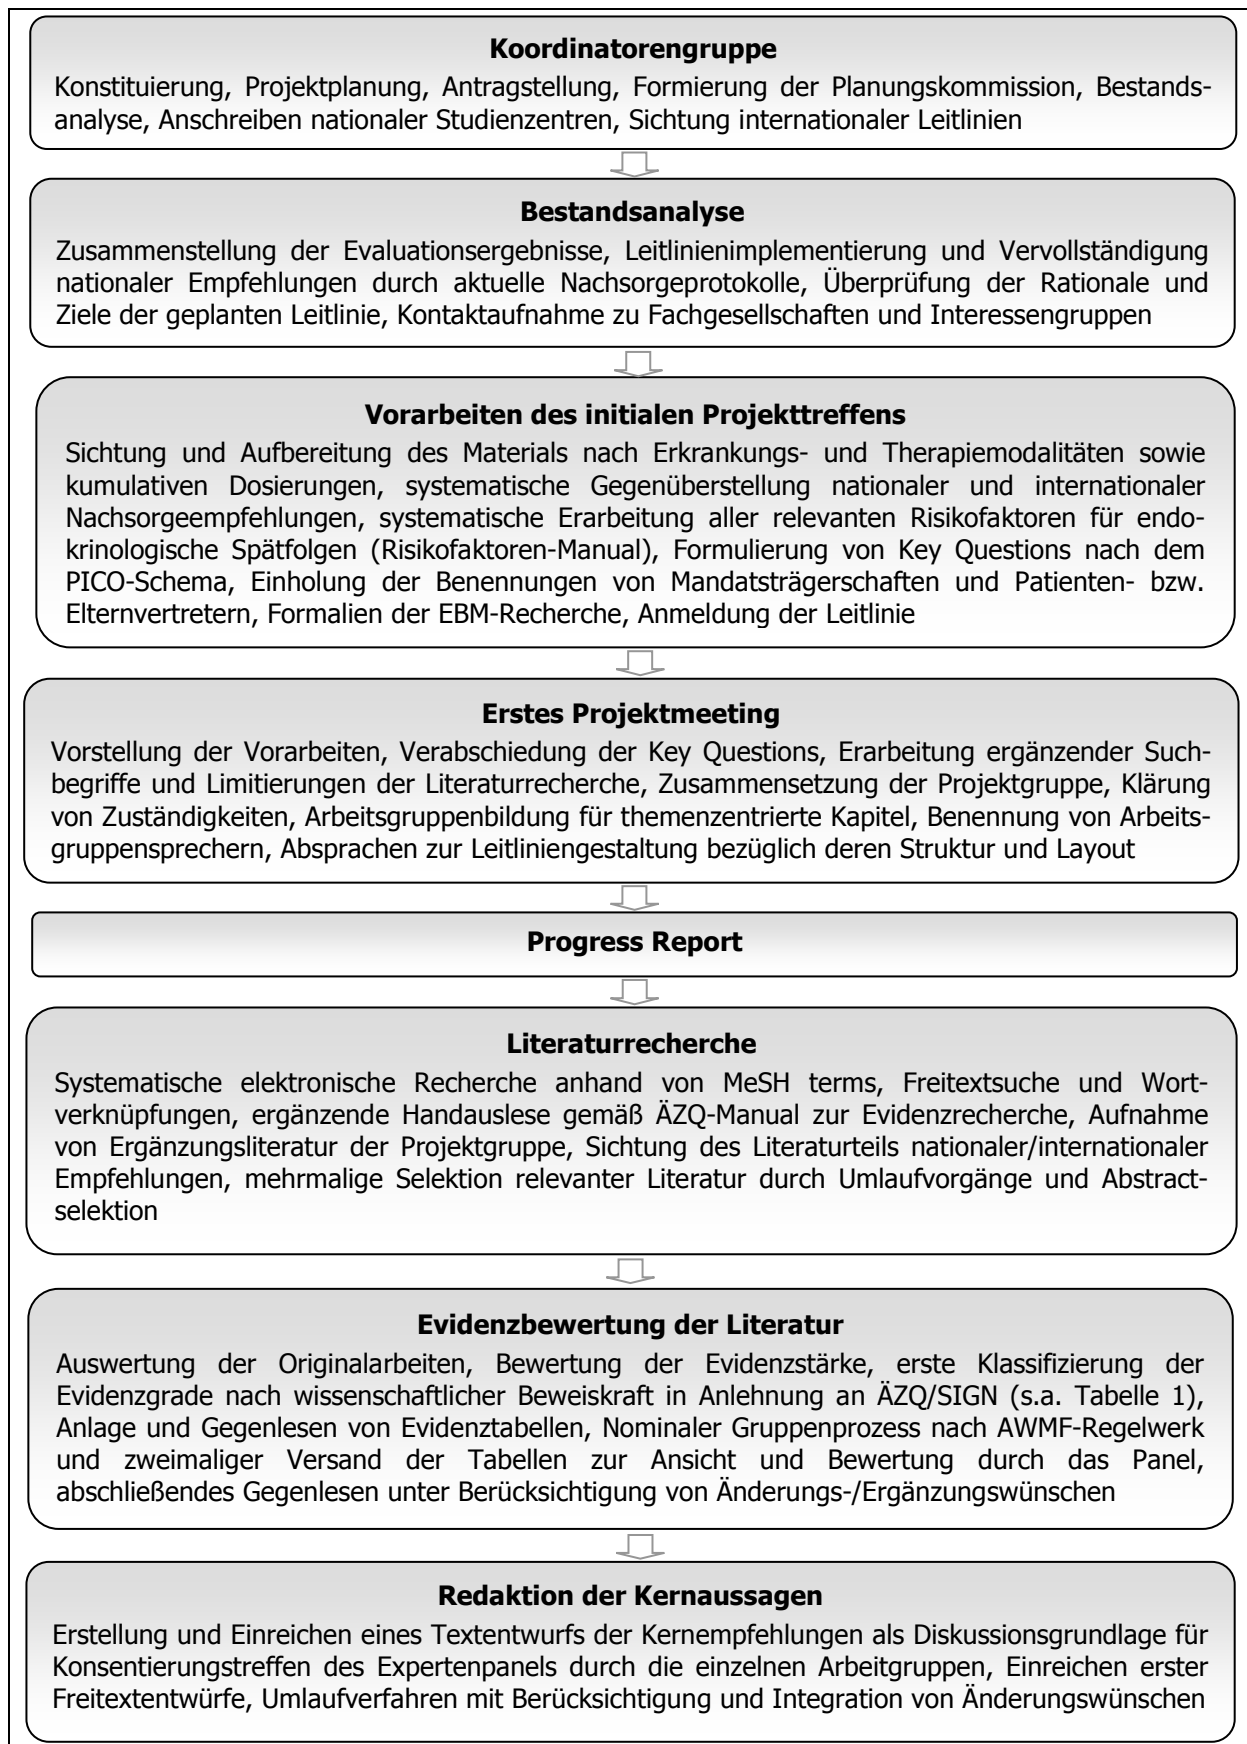 Koordinatorengruppe
Konstituierung, Projektplanung, Antragstellung, Formierung der Planungskommission, Bestands-
analyse, Anschreiben nationaler Studienzentren, Sichtung internationaler Leitlinien
Bestandsanalyse
Zusammenstellung der Evaluationsergebnisse, Leitlinienimplementierung und Vervollständigung
nationaler Empfehlungen durch aktuelle Nachsorgeprotokolle, Überprüfung der Rationale und
Ziele der geplanten Leitlinie, Kontaktaufnahme zu Fachgesellschaften und Interessengruppen
Vorarbeiten des initialen Projekttreffens
Sichtung und Aufbereitung des Materials nach Erkrankungs- und Therapiemodalitäten sowie
kumulativen Dosierungen, systematische Gegenüberstellung nationaler und internationaler
Nachsorgeempfehlungen, systematische Erarbeitung aller relevanten Risikofaktoren für endo-
krinologische Spätfolgen (Risikofaktoren-Manual), Formulierung von Key Questions nach dem
PICO-Schema, Einholung der Benennungen von Mandatsträgerschaften und Patienten- bzw.
Elternvertretern, Formalien der EBM-Recherche, Anmeldung der Leitlinie
Erstes Projektmeeting
Vorstellung der Vorarbeiten, Verabschiedung der Key Questions, Erarbeitung ergänzender Such-
begriffe und Limitierungen der Literaturrecherche, Zusammensetzung der Projektgruppe, Klärung
von Zuständigkeiten, Arbeitsgruppenbildung für themenzentrierte Kapitel, Benennung von Arbeits-
gruppensprechern, Absprachen zur Leitliniengestaltung bezüglich deren Struktur und Layout
Progress Report
Literaturrecherche
Systematische elektronische Recherche anhand von MeSH terms, Freitextsuche und Wort-
verknüpfungen, ergänzende Handauslese gemäß ÄZQ-Manual zur Evidenzrecherche, Aufnahme
von Ergänzungsliteratur der Projektgruppe, Sichtung des Literaturteils nationaler/internationaler
Empfehlungen, mehrmalige Selektion relevanter Literatur durch Umlaufvorgänge und Abstract-
selektion
Evidenzbewertung der Literatur
Auswertung der Originalarbeiten, Bewertung der Evidenzstärke, erste Klassifizierung der
Evidenzgrade nach wissenschaftlicher Beweiskraft in Anlehnung an ÄZQ/SIGN (s.a. Tabelle 1),
Anlage und Gegenlesen von Evidenztabellen, Nominaler Gruppenprozess nach AWMF-Regelwerk
und zweimaliger Versand der Tabellen zur Ansicht und Bewertung durch das Panel,
abschließendes Gegenlesen unter Berücksichtigung von Änderungs-/Ergänzungswünschen
Redaktion der Kernaussagen
Erstellung und Einreichen eines Textentwurfs der Kernempfehlungen als Diskussionsgrundlage für
Konsentierungstreffen des Expertenpanels durch die einzelnen Arbeitgruppen, Einreichen erster
Freitextentwürfe, Umlaufverfahren mit Berücksichtigung und Integration von Änderungswünschen